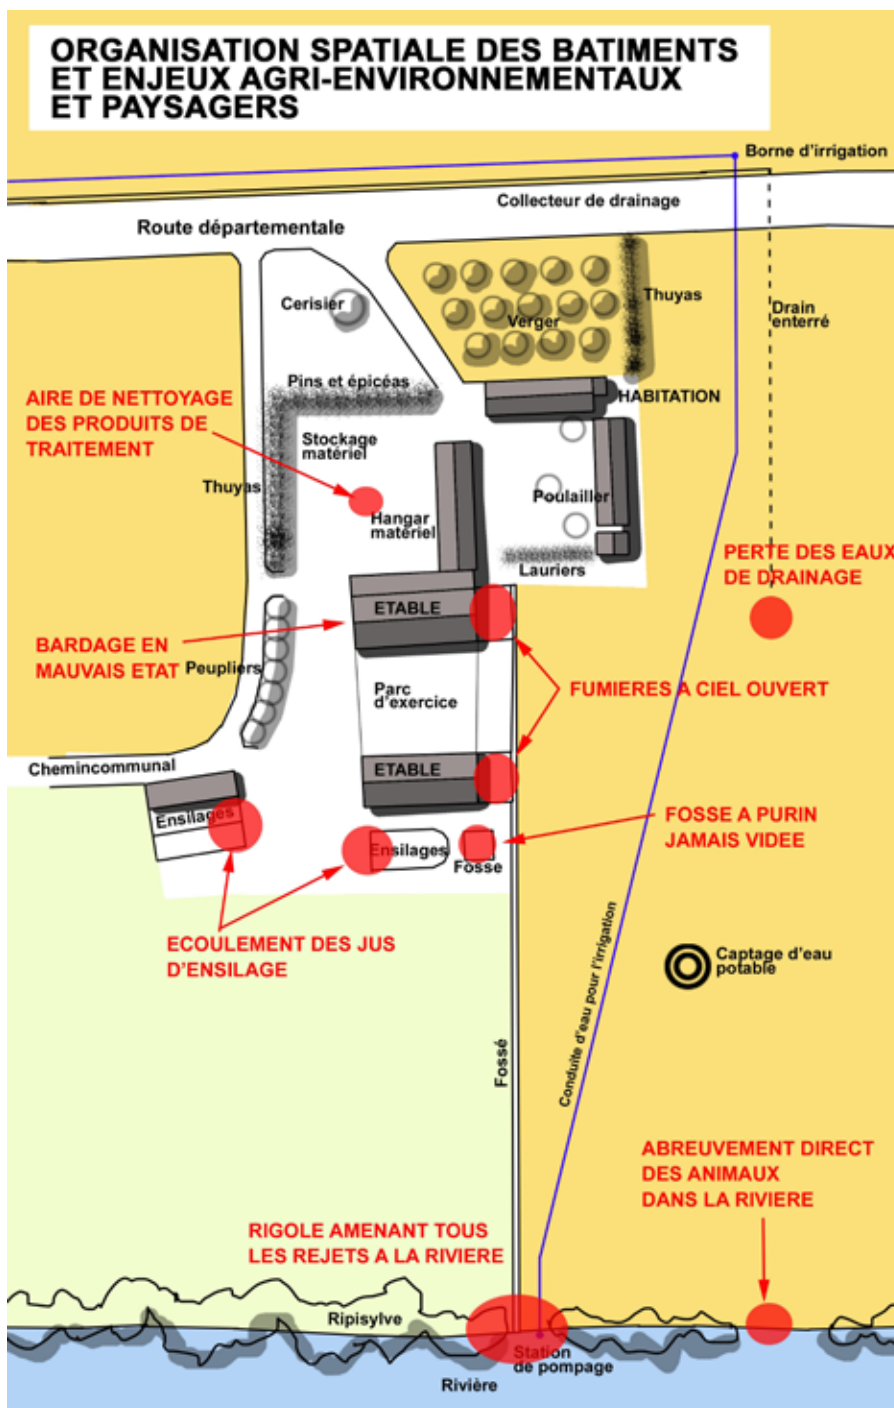 ORGANISATION SPATIALE DES BATIMENTS
ET ENJEUX AGRI-ENVIRONNEMENTAUX
ET PAYSAGERS
Borne d'irrigation
Collecteur de drainage
Route départementale
Cerisier
Thuyas
Verger
Drain
enterré
Pins et épicéas
HABITATION
AIRE DE NETTOYAGE
DES PRODUITS DE
TRAITEMENT
Stockage
matériel
Thuyas
Hangar
matériel
Poulailler
Lauriers
PERTE DES EAUX
DE DRAINAGE
ETABLE
BARDAGE EN
MAUVAIS ETAT
Peupliers
Parc
d'exercice
FUMIERES A CIEL OUVERT
Chemincommunal
ETABLE
Ensilages
Ensilages
Fosse
FOSSE A PURIN
JAMAIS VIDEE
ECOULEMENT DES JUS
D'ENSILAGE
Captage d'eau
potable
Conduite d'eau pour l'irrigation
Fossé
ABREUVEMENT DIRECT
DES ANIMAUX
DANS LA RIVIERE
RIGOLE AMENANT TOUS
LES REJETS A LA RIVIERE
Ripisylve
Station
de pompage
Rivière